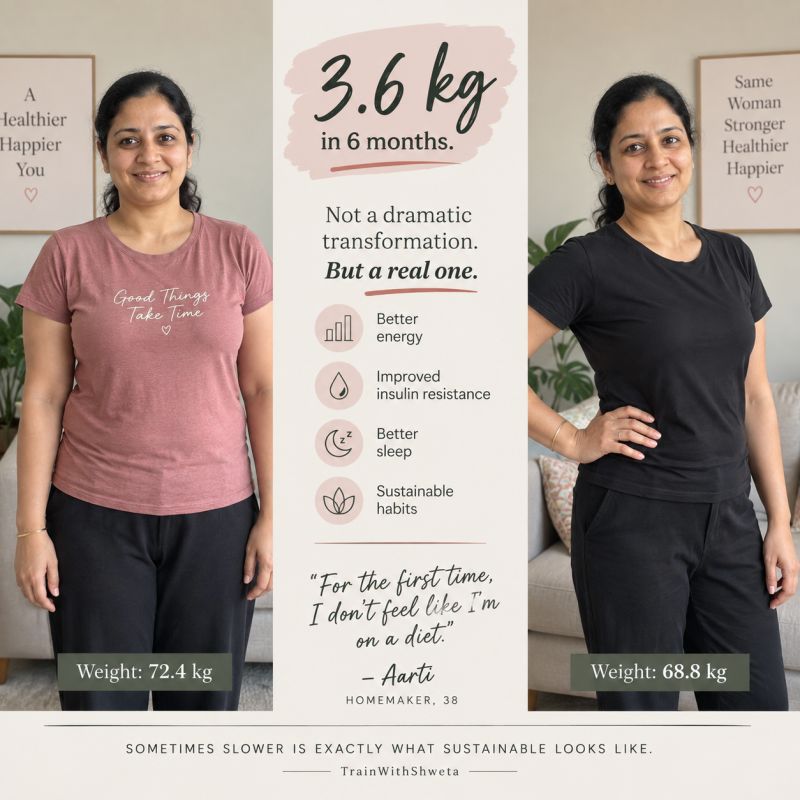 A
Healthier
Happier
You
Good Things
Take Time
Weight: 72.4 kg
3.6 kg
in 6 months.
Not a dramatic
transformation.
But a real one.
Better
energy
Improved
insulin resistance
Better
sleep
Sustainable
habits
"For the first time,
I don't feel like I'm
on a diet."
– Aarti
HOMEMAKER, 38
Same
Woman
Stronger
Healthier
Happier
Weight: 68.8 kg
SOMETIMES SLOWER IS EXACTLY WHAT SUSTAINABLE LOOKS LIKE.
TrainWithShweta